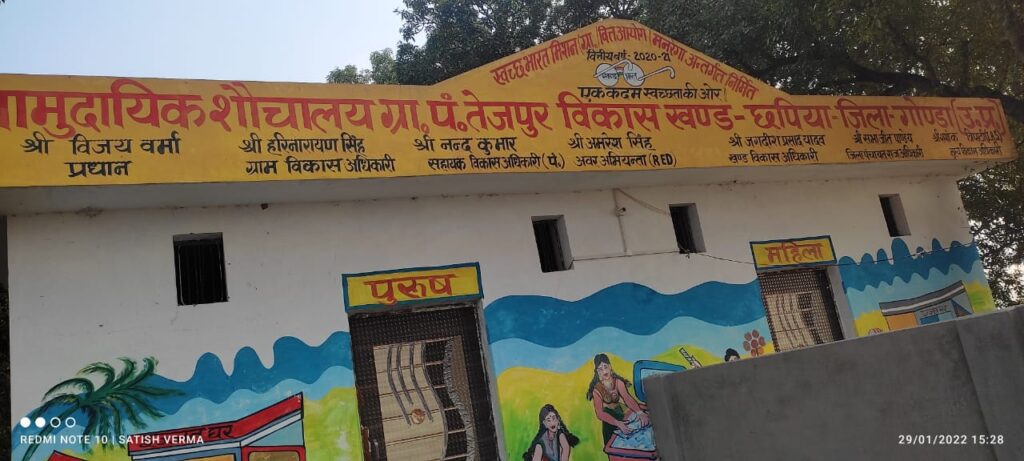 स्वच्छ भारत मिशन ग्रा. वित्त आयोग/मनरेगा अन्तर्गत निर्मित
वित्तीय वर्ष- 2020-21
एक कदम स्वच्छता की ओर
सामुदायिक शौचालय ग्रा.पं. तेजपुर विकास खण्ड- छपिया-जिला-गोण्डा (उ.प्र.)
श्री विजय वर्मा श्री हरिनारायण सिंह श्री नन्द कुमार श्री अमरेश सिंह श्री जगदीश प्रसाद यादव
प्रधान ग्राम विकास अधिकारी सहायक विकास अधिकारी (पं.) अवर अभियन्ता (RED) खण्ड विकास अधिकारी जिला पंचायत राज अधिकारी
पुरुष
महिला
घर
REDMI NOTE 10 | SATISH VERMA
29/01/2022 15:28